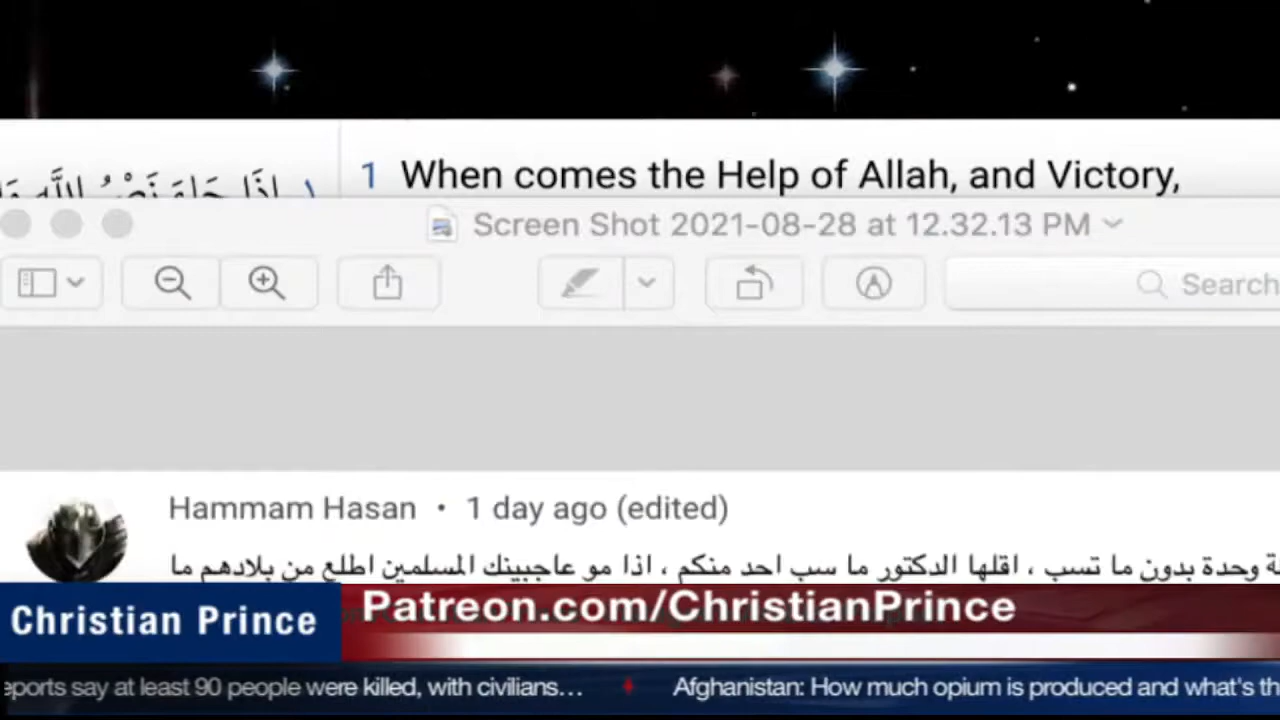 ١ إِذَا جَاءَ نَصْرُ اللَّهِ
1 When comes the Help of Allah, and Victory,
Screen Shot 2021-08-28 at 12.32.13 PM
Search
Hammam Hasan • 1 day ago (edited)
وحدة بدون ما تسب ، اقلها الدكتور ما سب احد منكم ، اذا مو عاجبينك المسلمين اطلع من بلادهم ما
Christian Prince
Patreon.com/ChristianPrince
eports say at least 90 people were killed, with civilians… Afghanistan: How much opium is produced and what's th